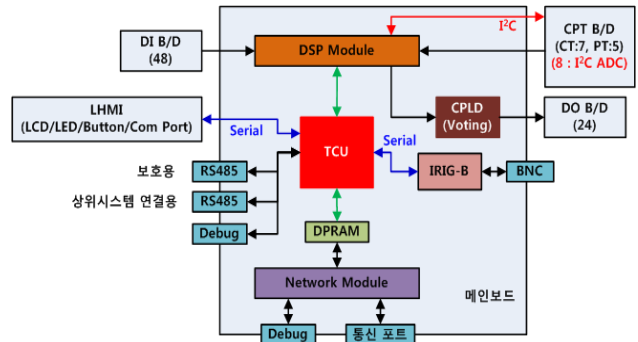 I²C
DI B/D
(48)
DSP Module
CPT B/D
(CT:7, PT:5)
(8 : I²C ADC)
LHMI
(LCD/LED/Button/Com Port)
Serial
CPLD
(Voting)
DO B/D
(24)
TCU
Serial
보호용
RS485
IRIG-B
BNC
상위시스템 연결용
RS485
Debug
DPRAM
Network Module
메인보드
Debug
통신 포트